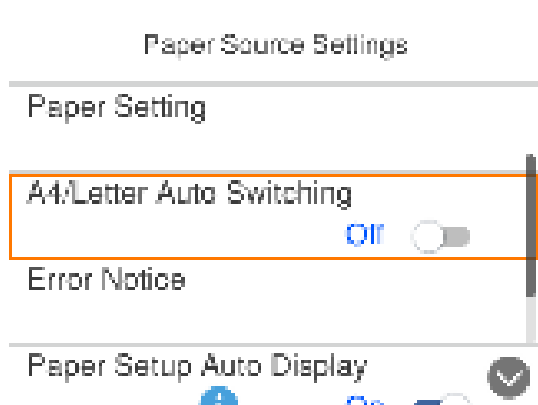 Paper Source Settings
Paper Setting
A4/Letter Auto Switching
Off
Error Notice
Paper Setup Auto Display
On